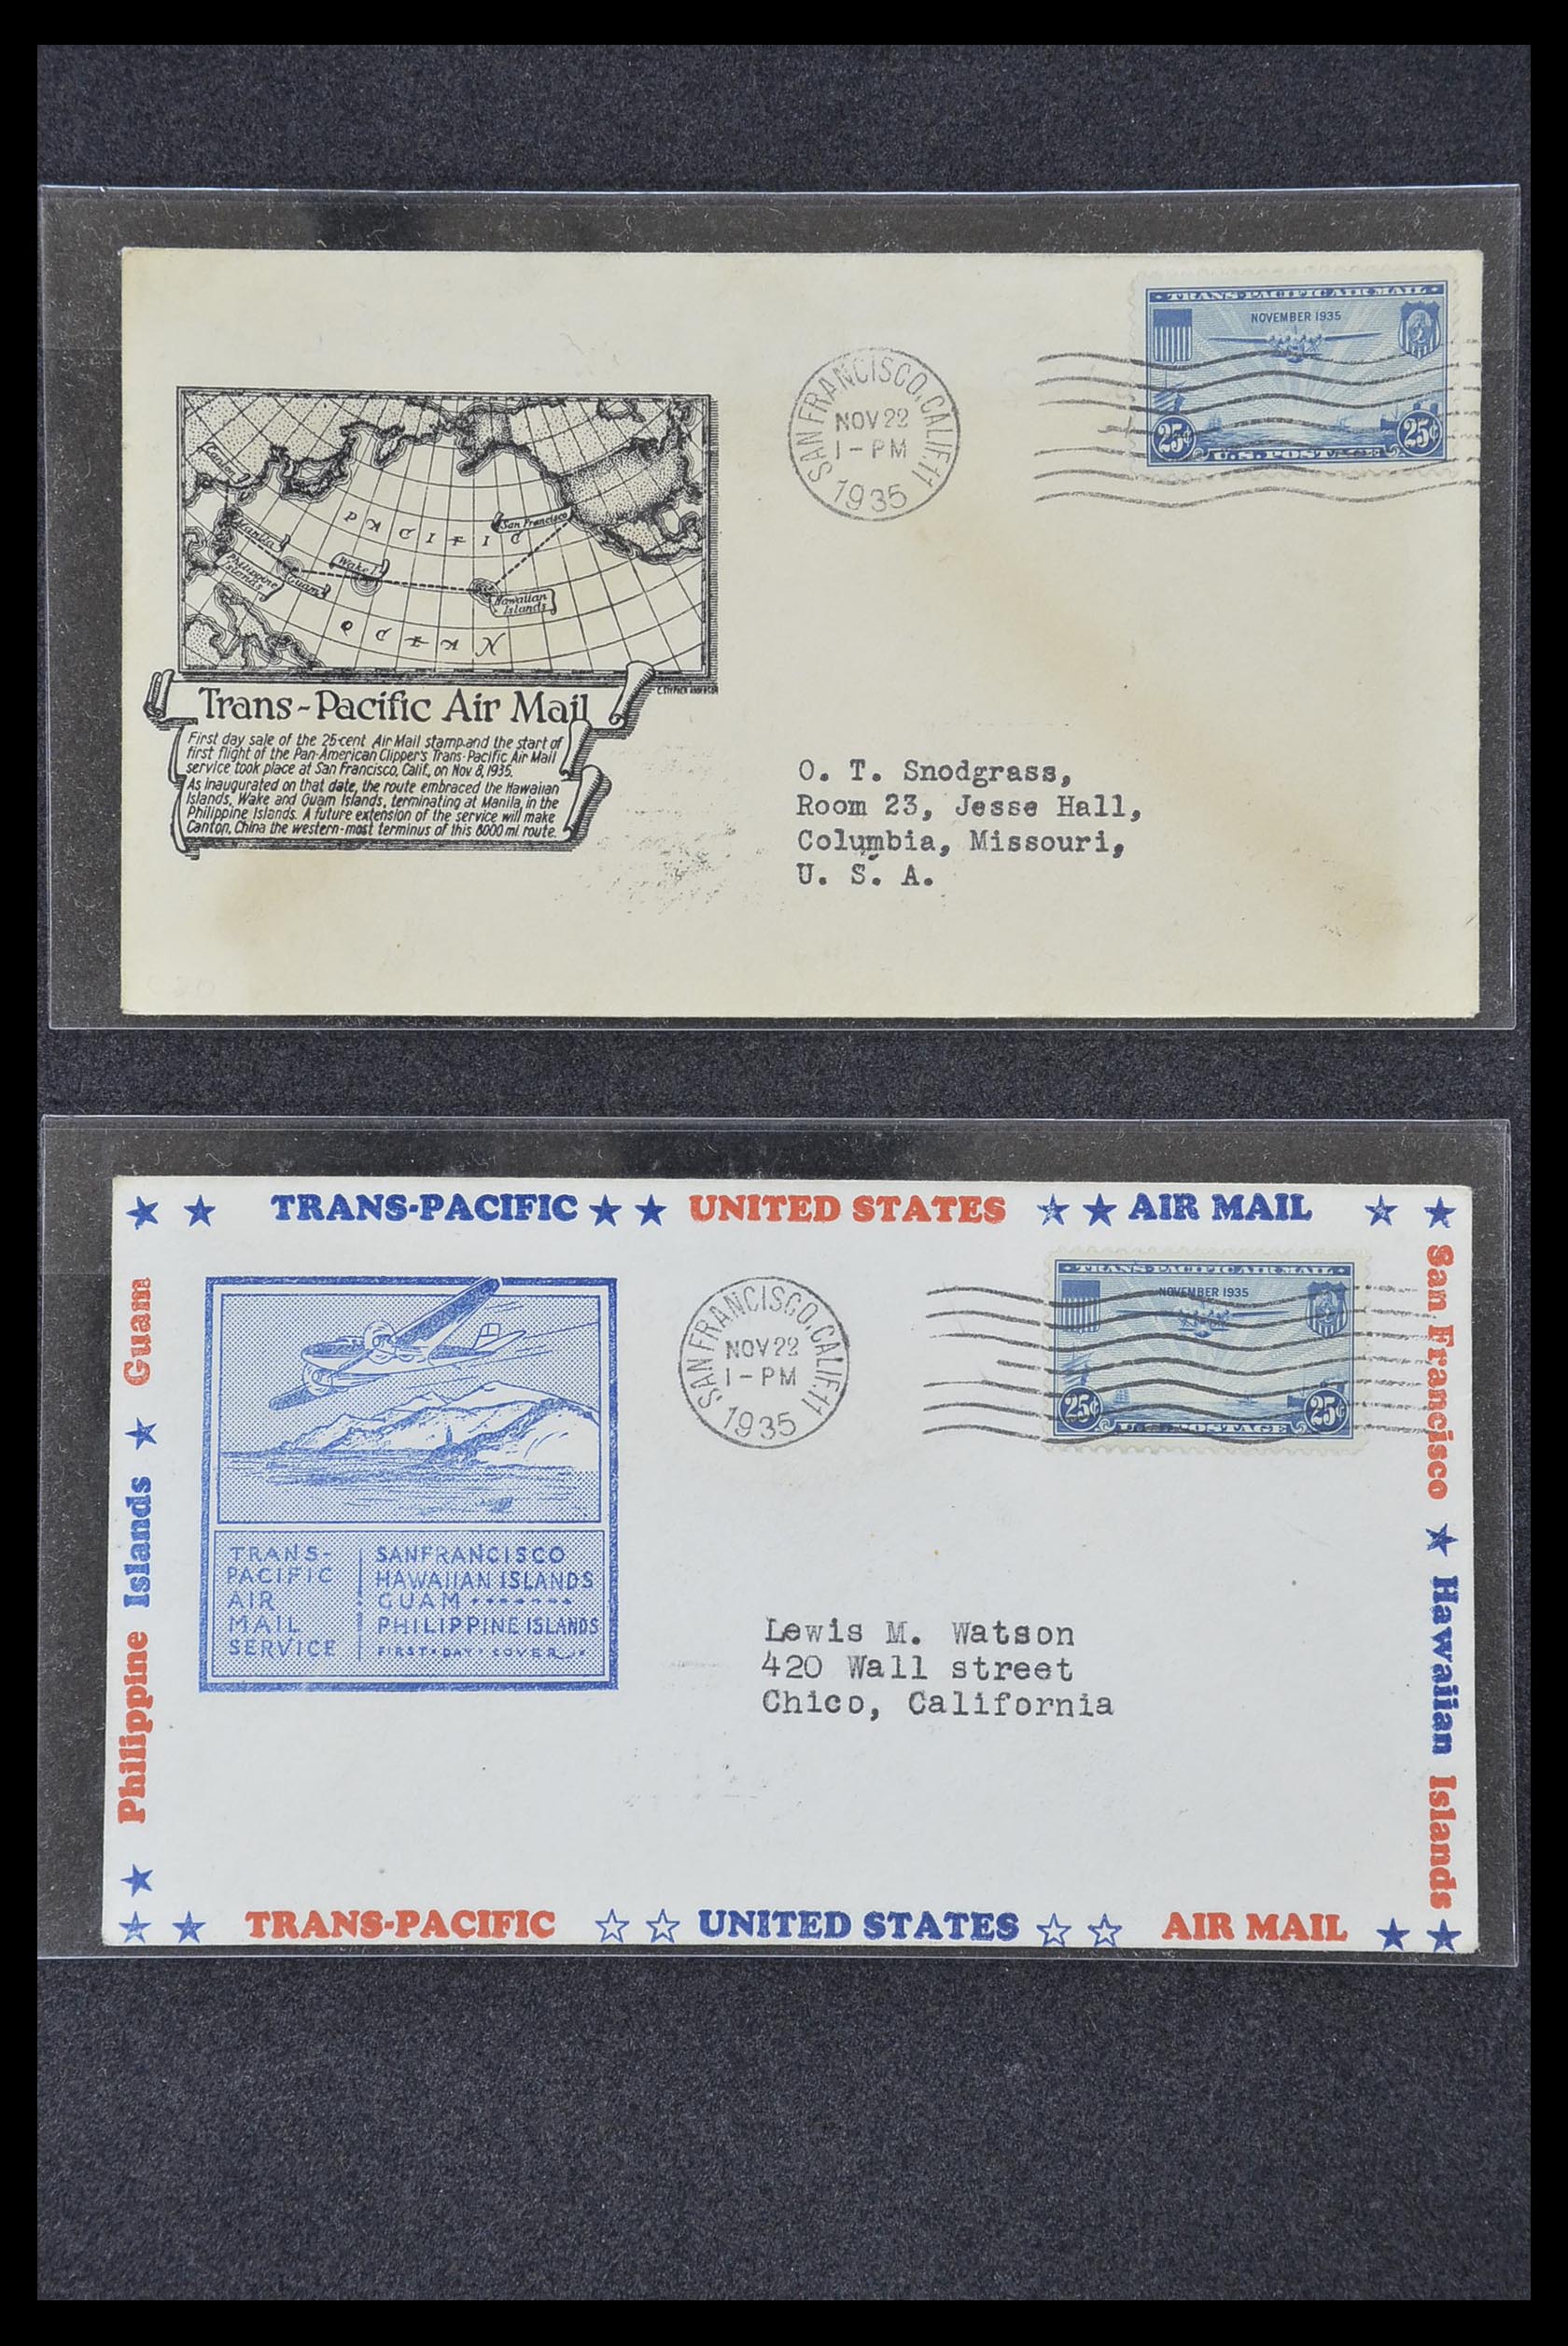 TRANS-PACIFIC AIR MAIL
NOVEMBER 1935
25¢ 25¢
U.S. POSTAGE
SAN FRANCISCO, CALIF. 11
NOV 22
1-PM
1935
Canton
Manila
Philippine
Islands
Guam
Wake I.
San Francisco
Hawaiian
Islands
PACIFIC
OCEAN
C. STEPHEN ANDERSON
Trans-Pacific Air Mail
First day sale of the 25-cent Air Mail stamp and the start of
first flight of the Pan-American Clipper's Trans-Pacific Air Mail
service took place at San Francisco, Calif., on Nov 8, 1935.
As inaugurated on that date, the route embraced the Hawaiian
Islands, Wake and Guam Islands, terminating at Manila, in the
Philippine Islands. A future extension of the service will make
Canton, China the western-most terminus of this 8000 mi. route.
O. T. Snodgrass,
Room 23, Jesse Hall,
Columbia, Missouri,
U. S. A.
TRANS-PACIFIC UNITED STATES AIR MAIL
San Francisco Hawaiian Islands
Philippine Islands Guam
TRANS-PACIFIC AIR MAIL
NOVEMBER 1935
25¢ 25¢
U.S. POSTAGE
SAN FRANCISCO, CALIF. 11
NOV 22
1-PM
1935
TRANS-
PACIFIC
AIR
MAIL
SERVICE
SANFRANCISCO
HAWAIIAN ISLANDS
GUAM
PHILIPPINE ISLANDS
FIRST·DAY·COVER
Lewis M. Watson
420 Wall street
Chico, California
TRANS-PACIFIC UNITED STATES AIR MAIL